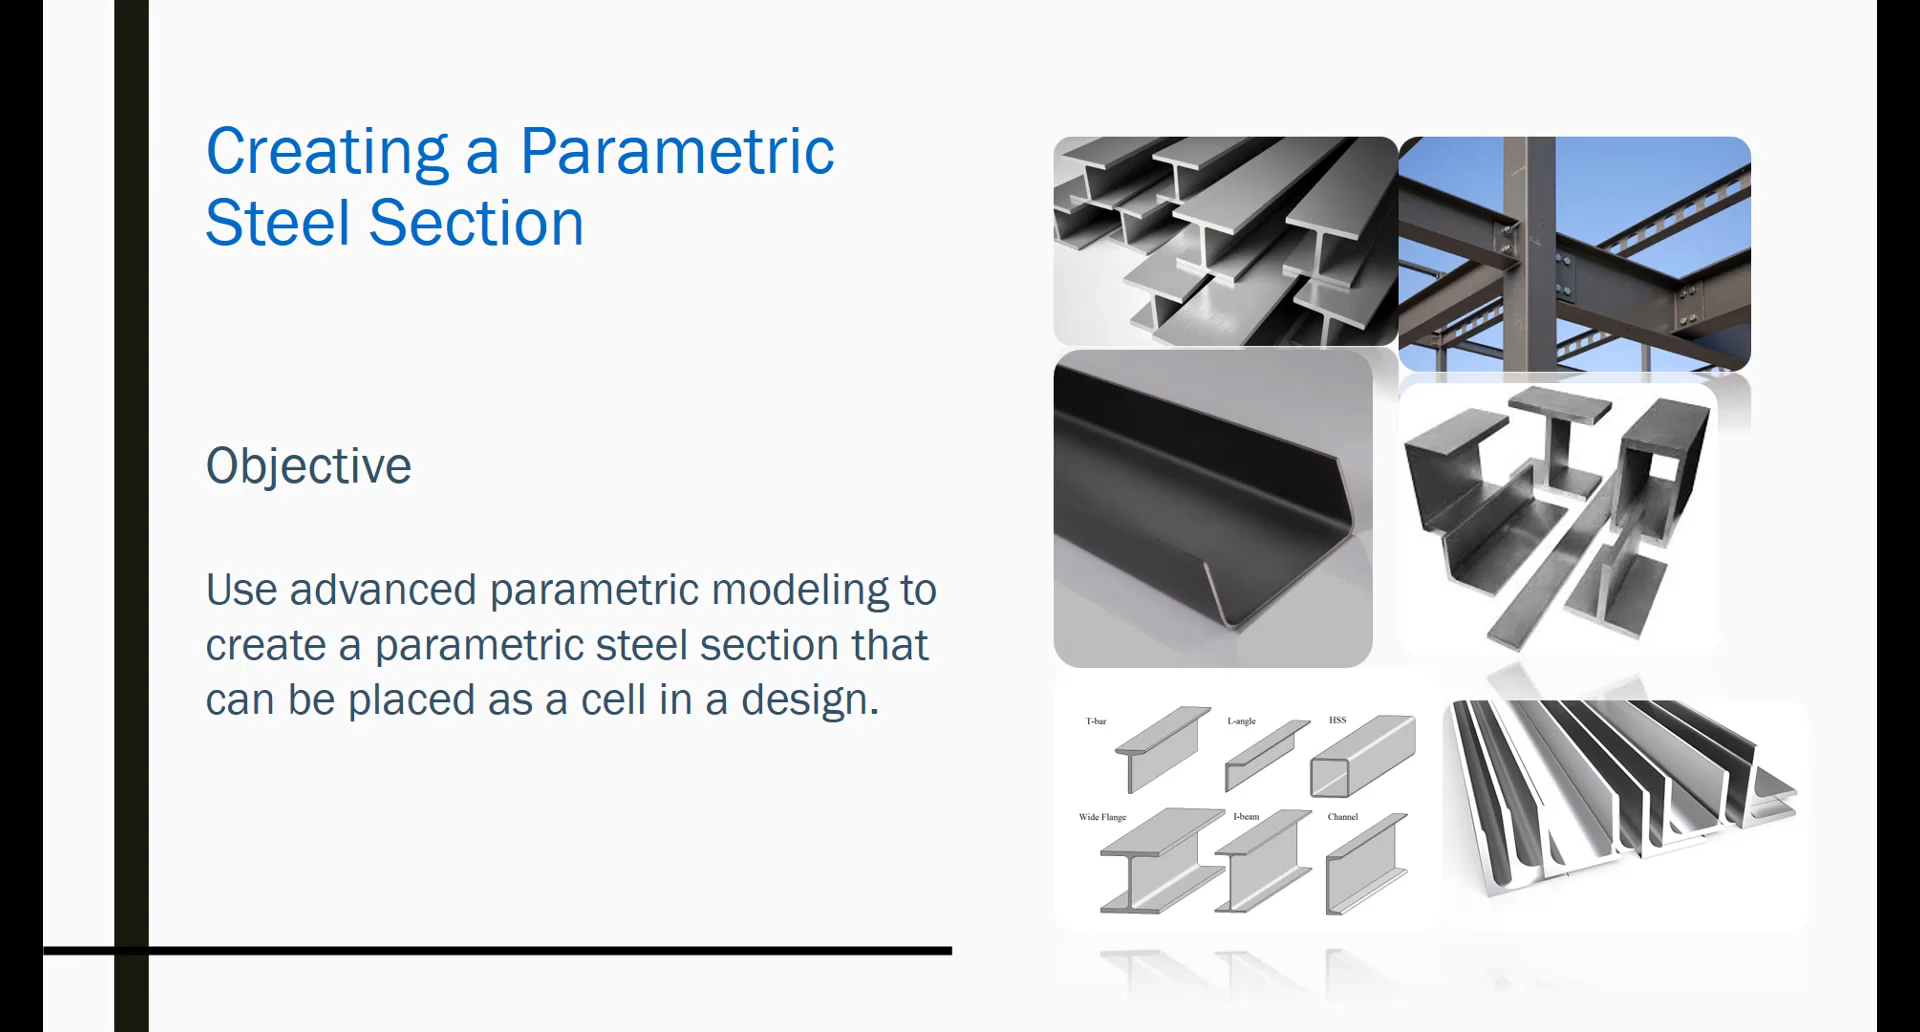 Creating a Parametric
Steel Section
Objective
Use advanced parametric modeling to
create a parametric steel section that
can be placed as a cell in a design.
T-bar
L-angle
HSS
Wide Flange
I-beam
Channel